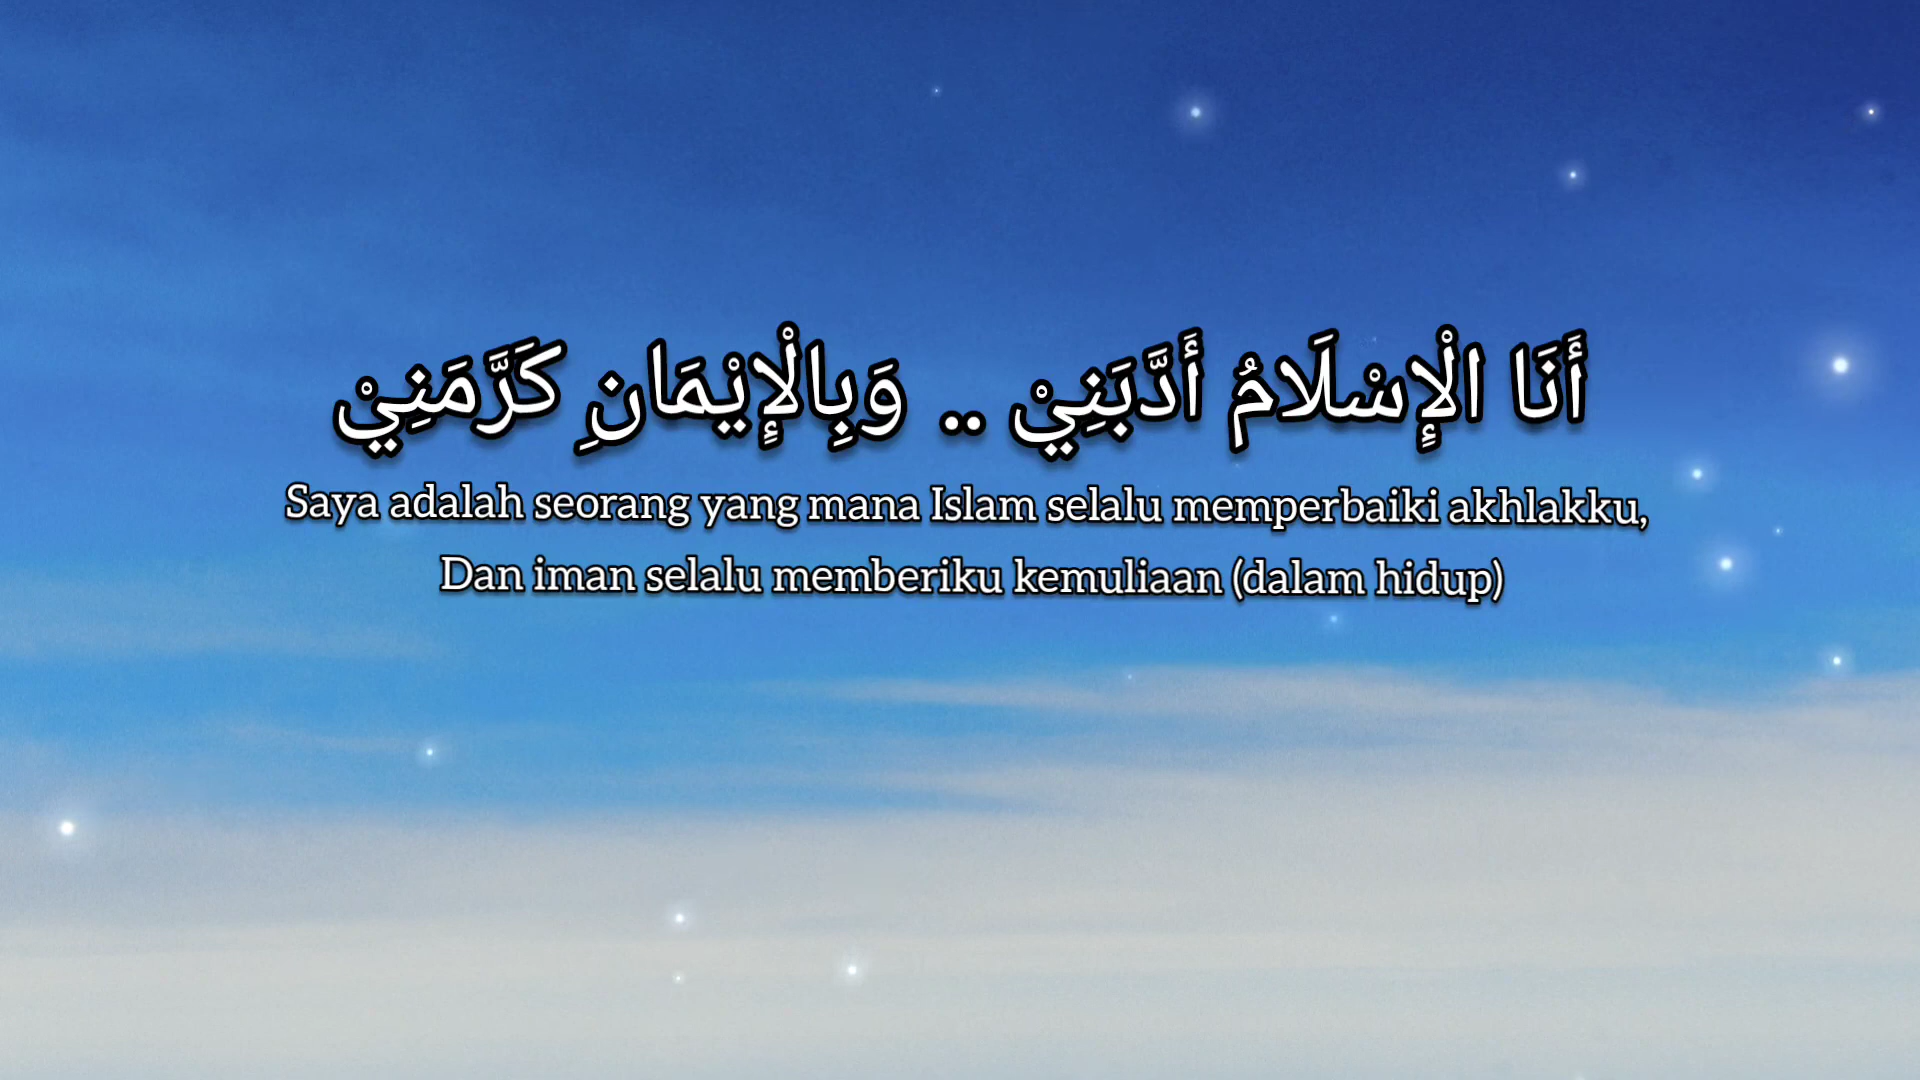 أَنَا الْإِسْلَامُ أَدَّبَنِيْ .. وَبِالْإِيْمَانِ كَرَّمَنِيْ
Saya adalah seorang yang mana Islam selalu memperbaiki akhlakku,
Dan iman selalu memberiku kemuliaan (dalam hidup)